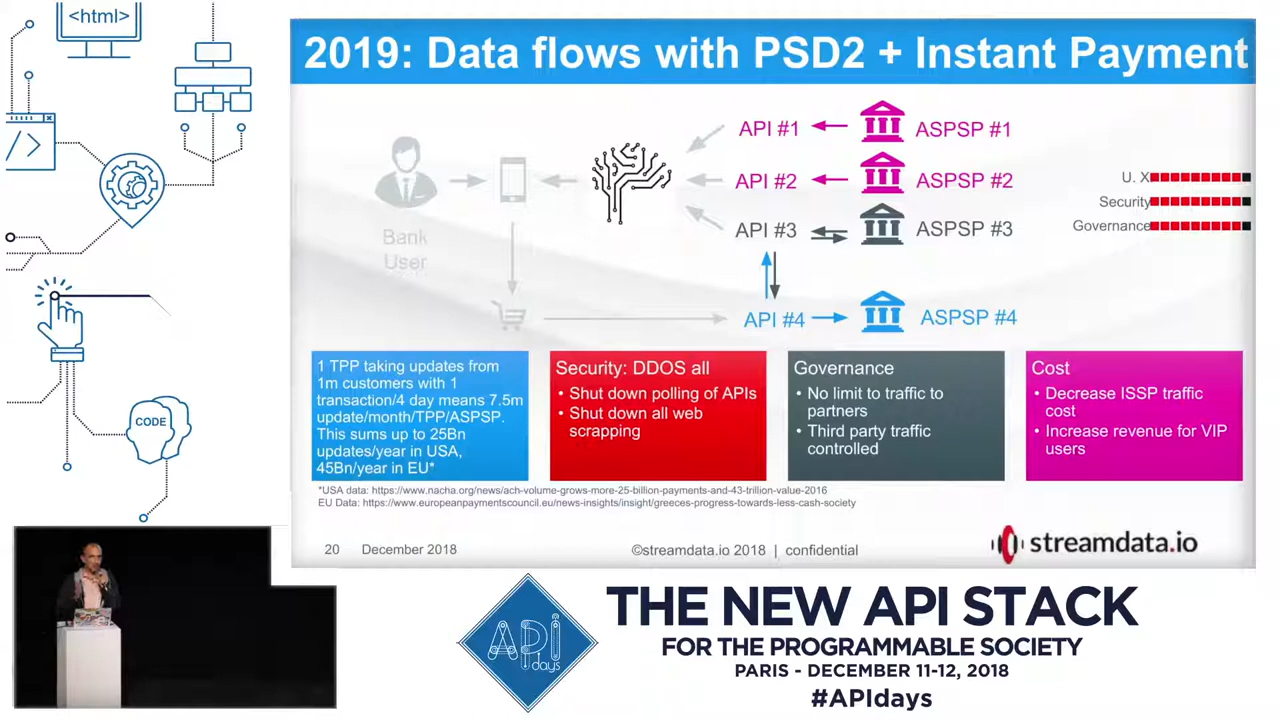 <html>
2019: Data flows with PSD2 + Instant Payment
API #1
ASPSP #1
API #2
ASPSP #2
API #3
ASPSP #3
Bank
User
API #4
ASPSP #4
U. X
Security
Governance
</>
CODE
1 TPP taking updates from
1m customers with 1
transaction/4 day means 7.5m
update/month/TPP/ASPSP.
This sums up to 25Bn
updates/year in USA,
45Bn/year in EU*
Security: DDOS all
• Shut down polling of APIs
• Shut down all web
scrapping
Governance
• No limit to traffic to
partners
• Third party traffic
controlled
Cost
• Decrease ISSP traffic
cost
• Increase revenue for VIP
users
*USA data: https://www.nacha.org/news/ach-volume-grows-more-25-billion-payments-and-43-trillion-value-2016
EU Data: https://www.europeanpaymentscouncil.eu/news-insights/insight/greeces-progress-towards-less-cash-society
20 December 2018 ©streamdata.io 2018 | confidential
streamdata.io
APi
days
THE NEW API STACK
FOR THE PROGRAMMABLE SOCIETY
PARIS - DECEMBER 11-12, 2018
#APIdays